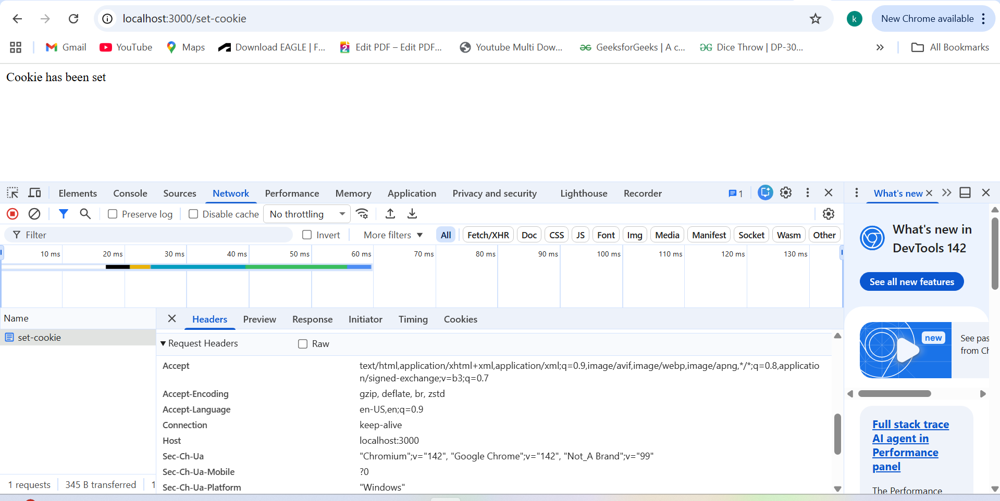 localhost:3000/set-cookie
k
New Chrome available
Gmail
YouTube
Maps
Download EAGLE | F...
Edit PDF – Edit PDF...
Youtube Multi Dow...
GeeksforGeeks | A c...
Dice Throw | DP-30...
All Bookmarks
Cookie has been set
Elements
Console
Sources
Network
Performance
Memory
Application
Privacy and security
Lighthouse
Recorder
1
What's new
Preserve log
Disable cache
No throttling
Filter
Invert
More filters
All
Fetch/XHR
Doc
CSS
JS
Font
Img
Media
Manifest
Socket
Wasm
Other
10 ms
20 ms
30 ms
40 ms
50 ms
60 ms
70 ms
80 ms
90 ms
100 ms
110 ms
120 ms
130 ms
Name
set-cookie
1 requests
345 B transferred
1
Headers
Preview
Response
Initiator
Timing
Cookies
Request Headers
Raw
Accept
text/html,application/xhtml+xml,application/xml;q=0.9,image/avif,image/webp,image/apng,*/*;q=0.8,applicatio
n/signed-exchange;v=b3;q=0.7
Accept-Encoding
gzip, deflate, br, zstd
Accept-Language
en-US,en;q=0.9
Connection
keep-alive
Host
localhost:3000
Sec-Ch-Ua
"Chromium";v="142", "Google Chrome";v="142", "Not_A Brand";v="99"
Sec-Ch-Ua-Mobile
?0
Sec-Ch-Ua-Platform
"Windows"
What's new in
DevTools 142
See all new features
new
See pas
from Ch
Full stack trace
AI agent in
Performance
panel
The Performance